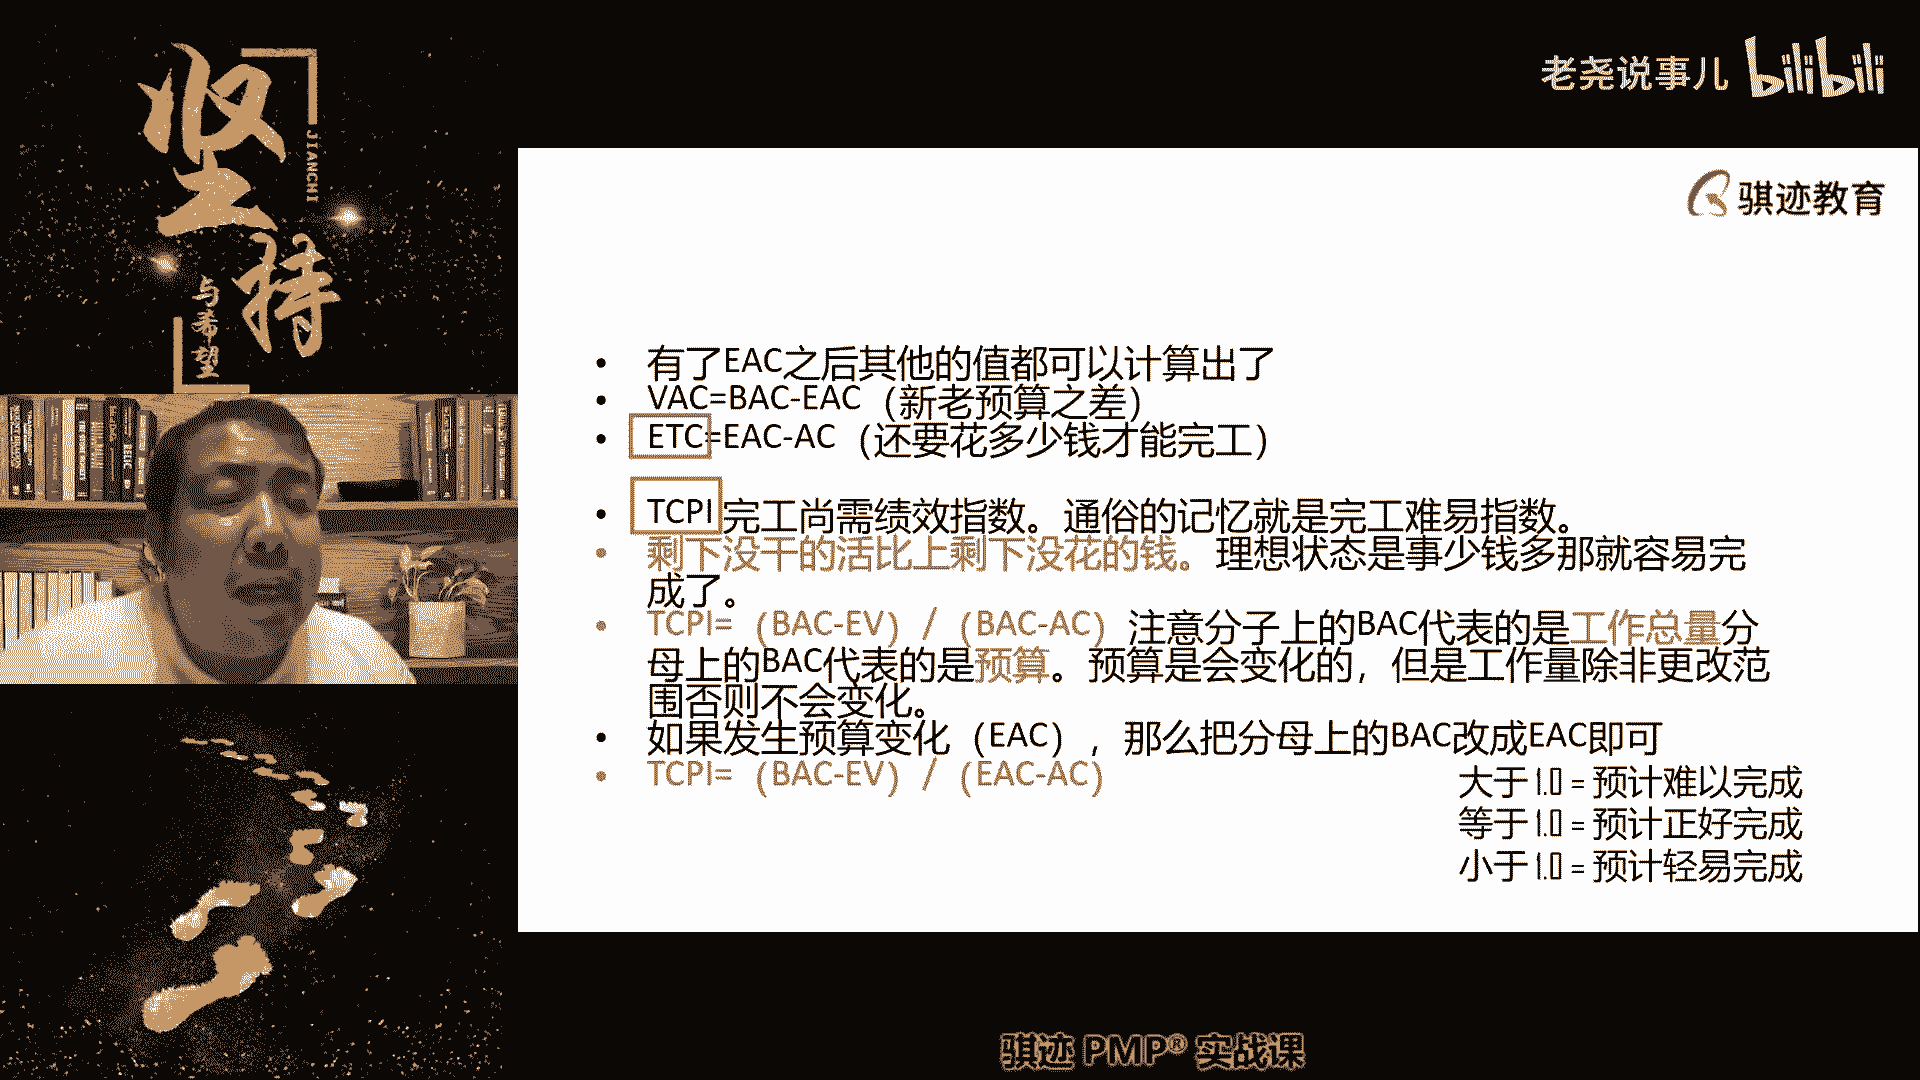 坚持
JIANCHI
与希望
老尧说事儿 bilibili
骐迹教育
• 有了EAC之后其他的值都可以计算出了
• VAC=BAC-EAC（新老预算之差）
• ETC=EAC-AC（还要花多少钱才能完工）
• TCPI 完工尚需绩效指数。通俗的记忆就是完工难易指数。
• 剩下没干的活比上剩下没花的钱。理想状态是事少钱多那就容易完
成了。
• TCPI=（BAC-EV）/（BAC-AC）注意分子上的BAC代表的是工作总量分
母上的BAC代表的是预算。预算是会变化的，但是工作量除非更改范
围否则不会变化。
• 如果发生预算变化（EAC），那么把分母上的BAC改成EAC即可
• TCPI=（BAC-EV）/（EAC-AC）
大于1.0 = 预计难以完成
等于1.0 = 预计正好完成
小于1.0 = 预计轻易完成
骐迹 PMP® 实战课